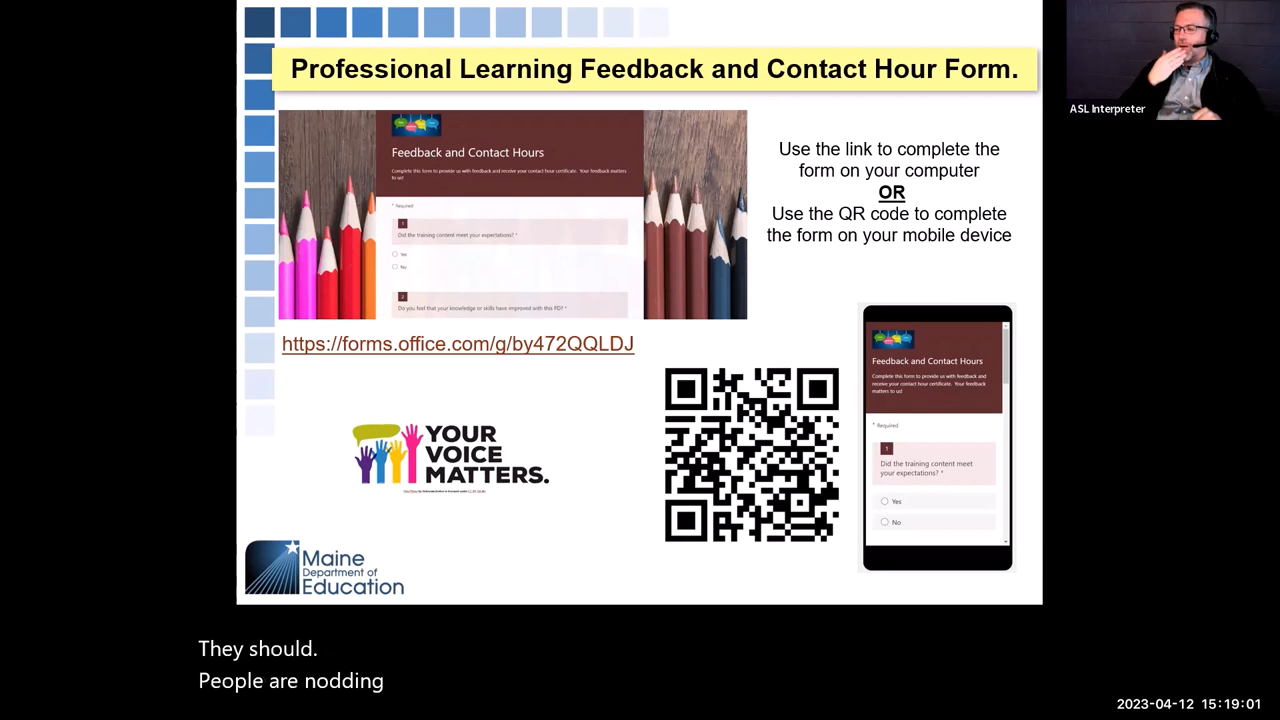 Professional Learning Feedback and Contact Hour Form.
ASL Interpreter
Feedback and Contact Hours
Complete this form to provide us with feedback and receive your contact hour certificate. Your feedback matters
to us!
* Required
1
Did the training content meet your expectations? *
Yes
No
2
Do you feel that your knowledge or skills have improved with this PD? *
Use the link to complete the
form on your computer
OR
Use the QR code to complete
the form on your mobile device
https://forms.office.com/g/by472QQLDJ
YOUR
VOICE
MATTERS.
Feedback and Contact Hours
Complete this form to provide us with feedback and
receive your contact hour certificate. Your feedback
matters to us!
* Required
1
Did the training content meet
your expectations? *
Yes
No
Maine
Department of
Education
They should.
People are nodding
2023-04-12 15:19:01